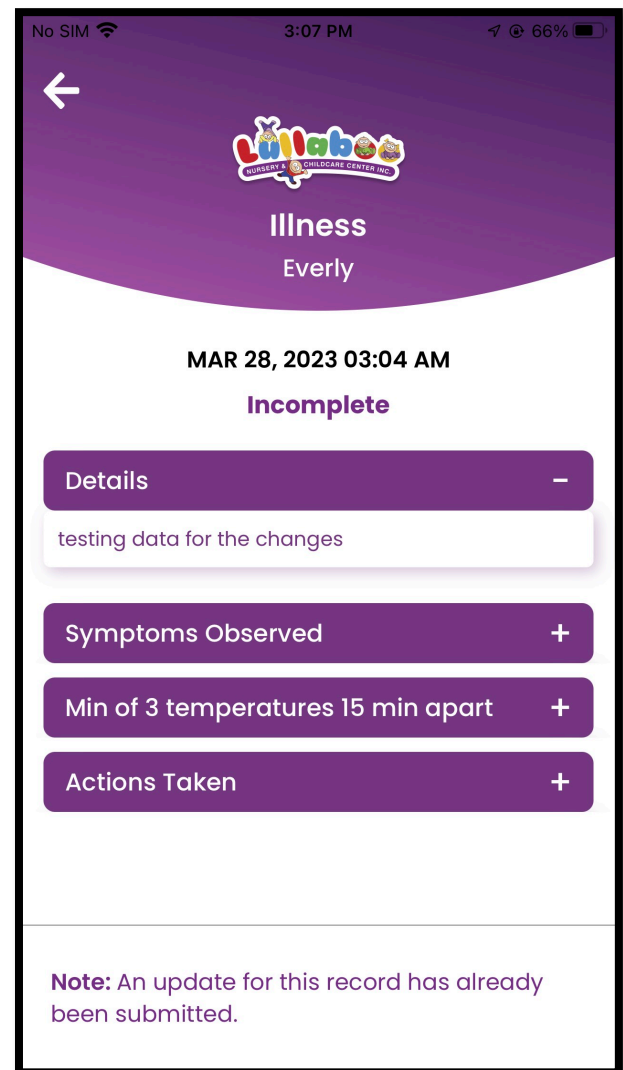 No SIM 3:07 PM 66%
Lullaboo
NURSERY & CHILDCARE CENTER INC.
Illness
Everly
MAR 28, 2023 03:04 AM
Incomplete
Details −
testing data for the changes
Symptoms Observed +
Min of 3 temperatures 15 min apart +
Actions Taken +
Note: An update for this record has already
been submitted.